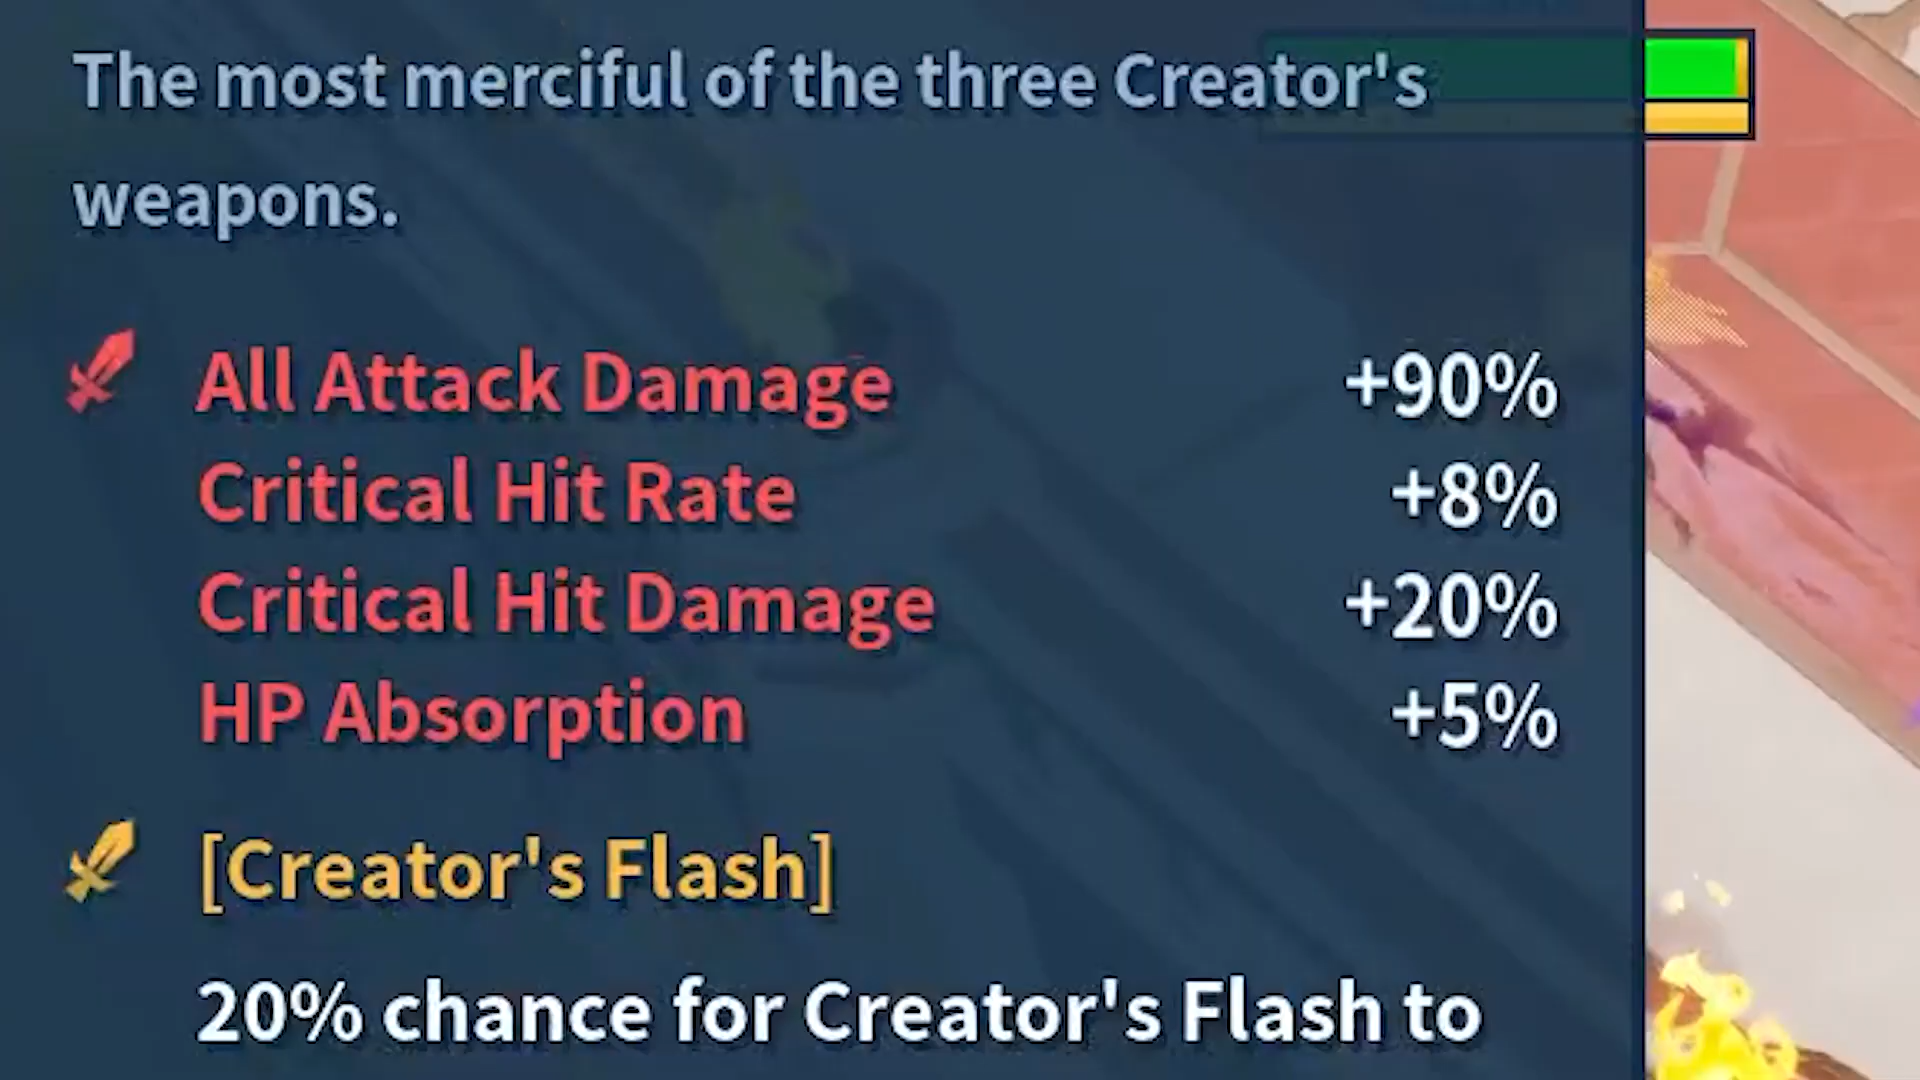 The most merciful of the three Creator's
weapons.
All Attack Damage +90%
Critical Hit Rate +8%
Critical Hit Damage +20%
HP Absorption +5%
[Creator's Flash]
20% chance for Creator's Flash to